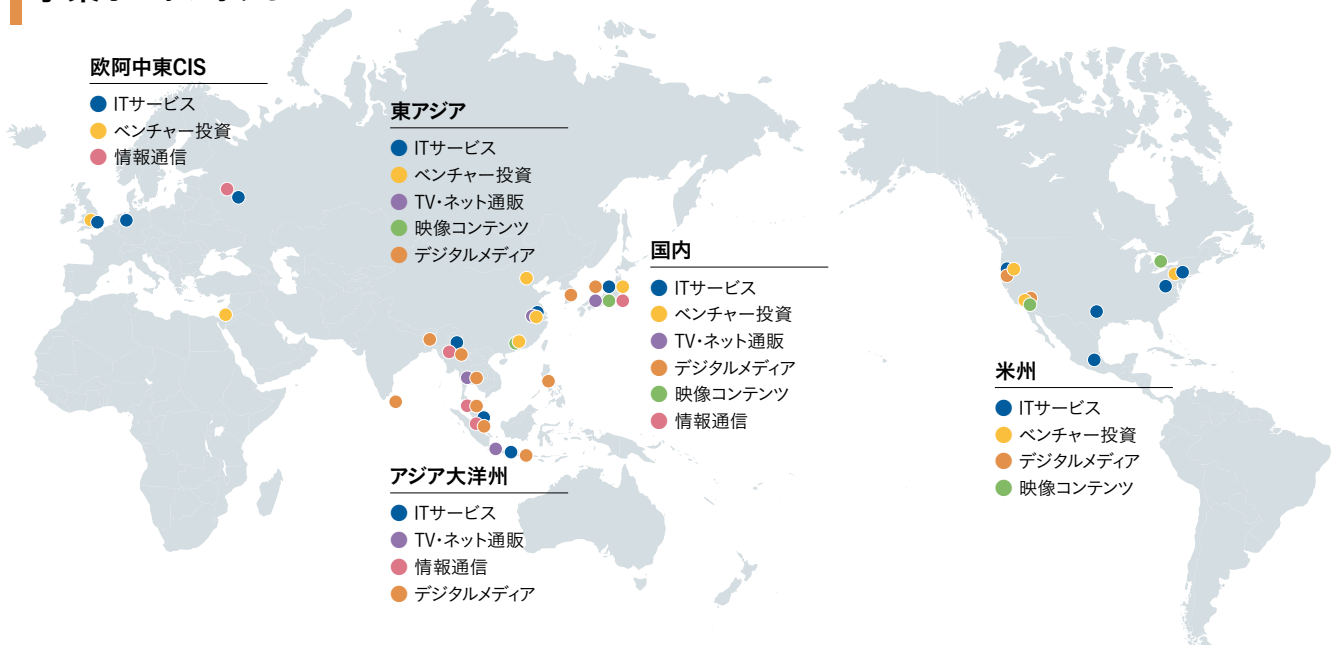 欧阿中東CIS
ITサービス
ベンチャー投資
情報通信
東アジア
ITサービス
ベンチャー投資
TV・ネット通販
映像コンテンツ
デジタルメディア
国内
ITサービス
ベンチャー投資
TV・ネット通販
デジタルメディア
映像コンテンツ
情報通信
アジア大洋州
ITサービス
TV・ネット通販
情報通信
デジタルメディア
米州
ITサービス
ベンチャー投資
デジタルメディア
映像コンテンツ